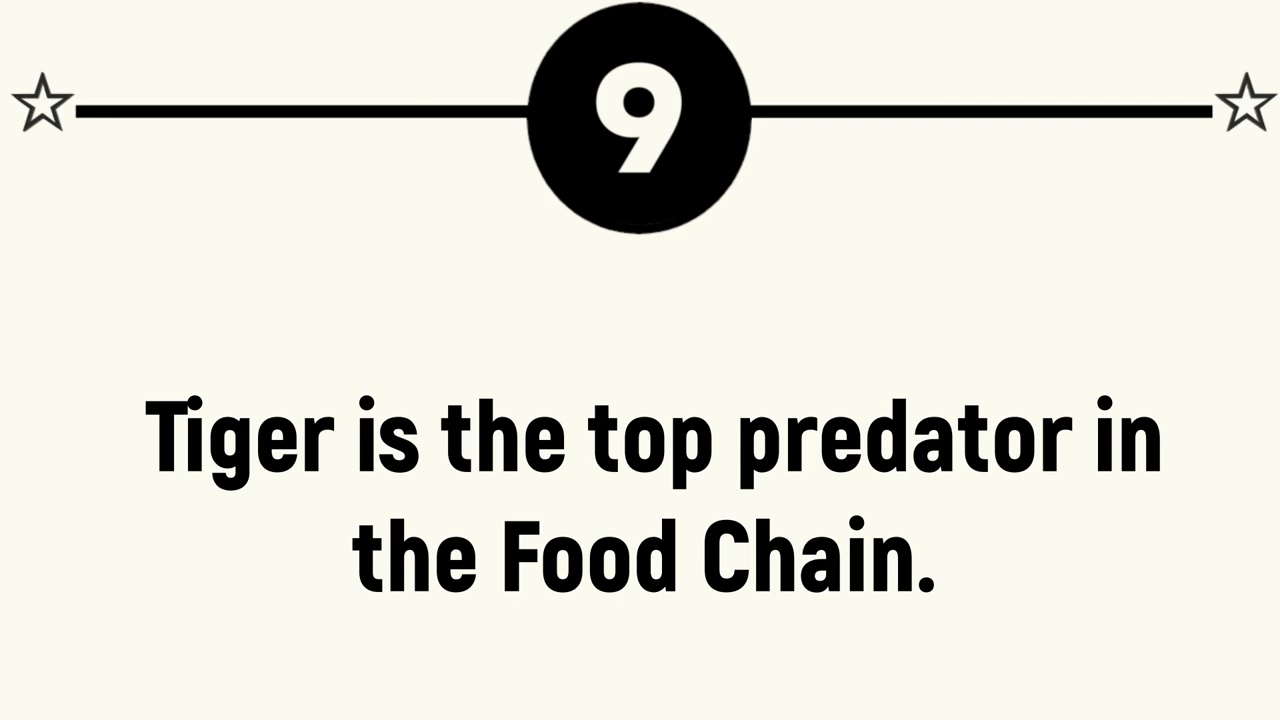 9
Tiger is the top predator in
the Food Chain.